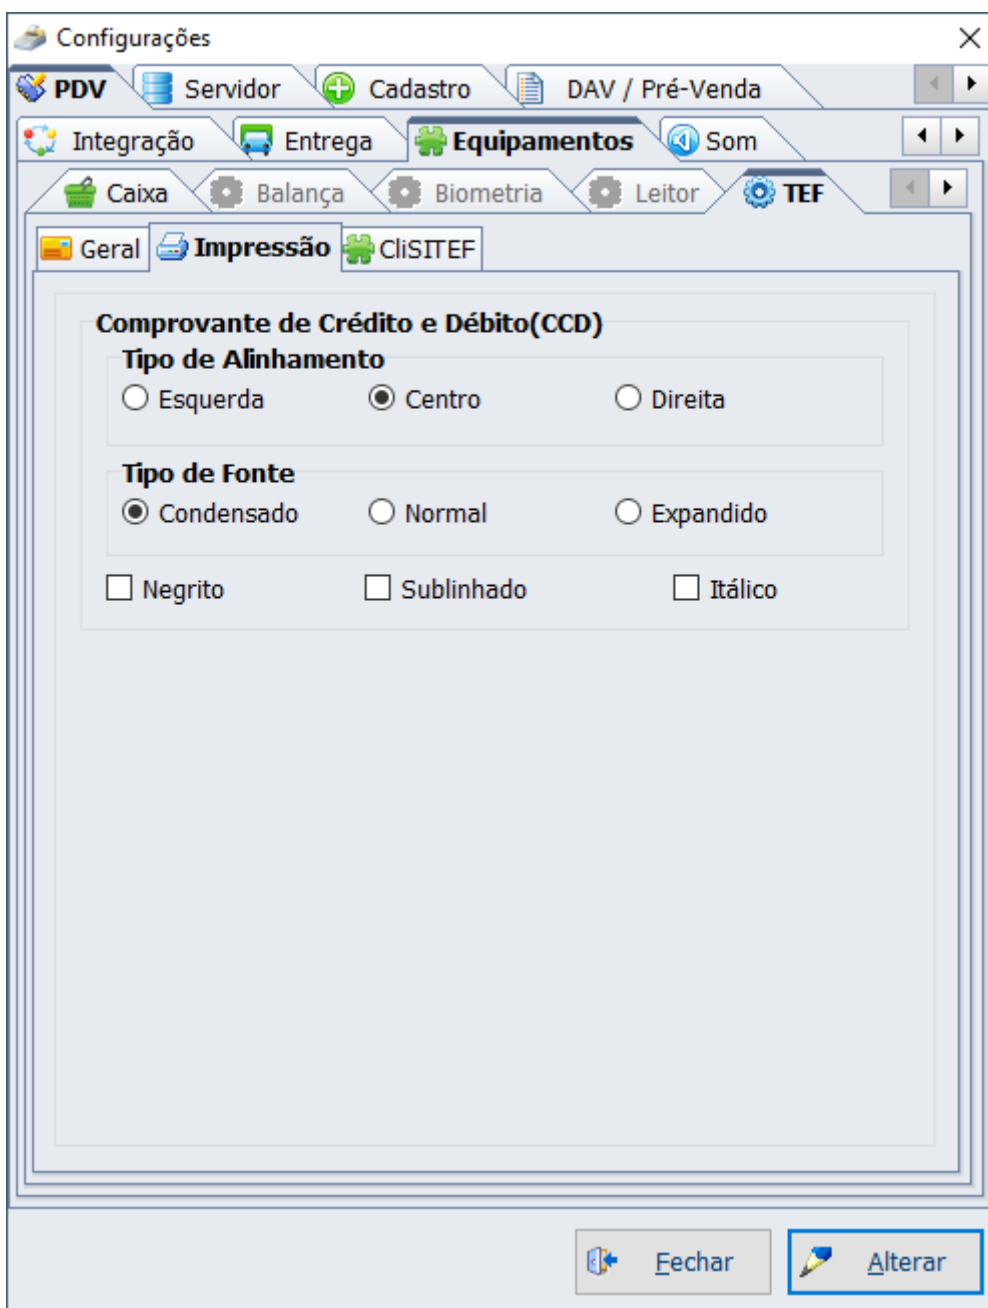 Configurações
PDV Servidor Cadastro DAV / Pré-Venda
Integração Entrega Equipamentos Som
Caixa Balança Biometria Leitor TEF
Geral Impressão CliSITEF
Comprovante de Crédito e Débito(CCD)
Tipo de Alinhamento
Esquerda Centro Direita
Tipo de Fonte
Condensado Normal Expandido
Negrito Sublinhado Itálico
Fechar Alterar